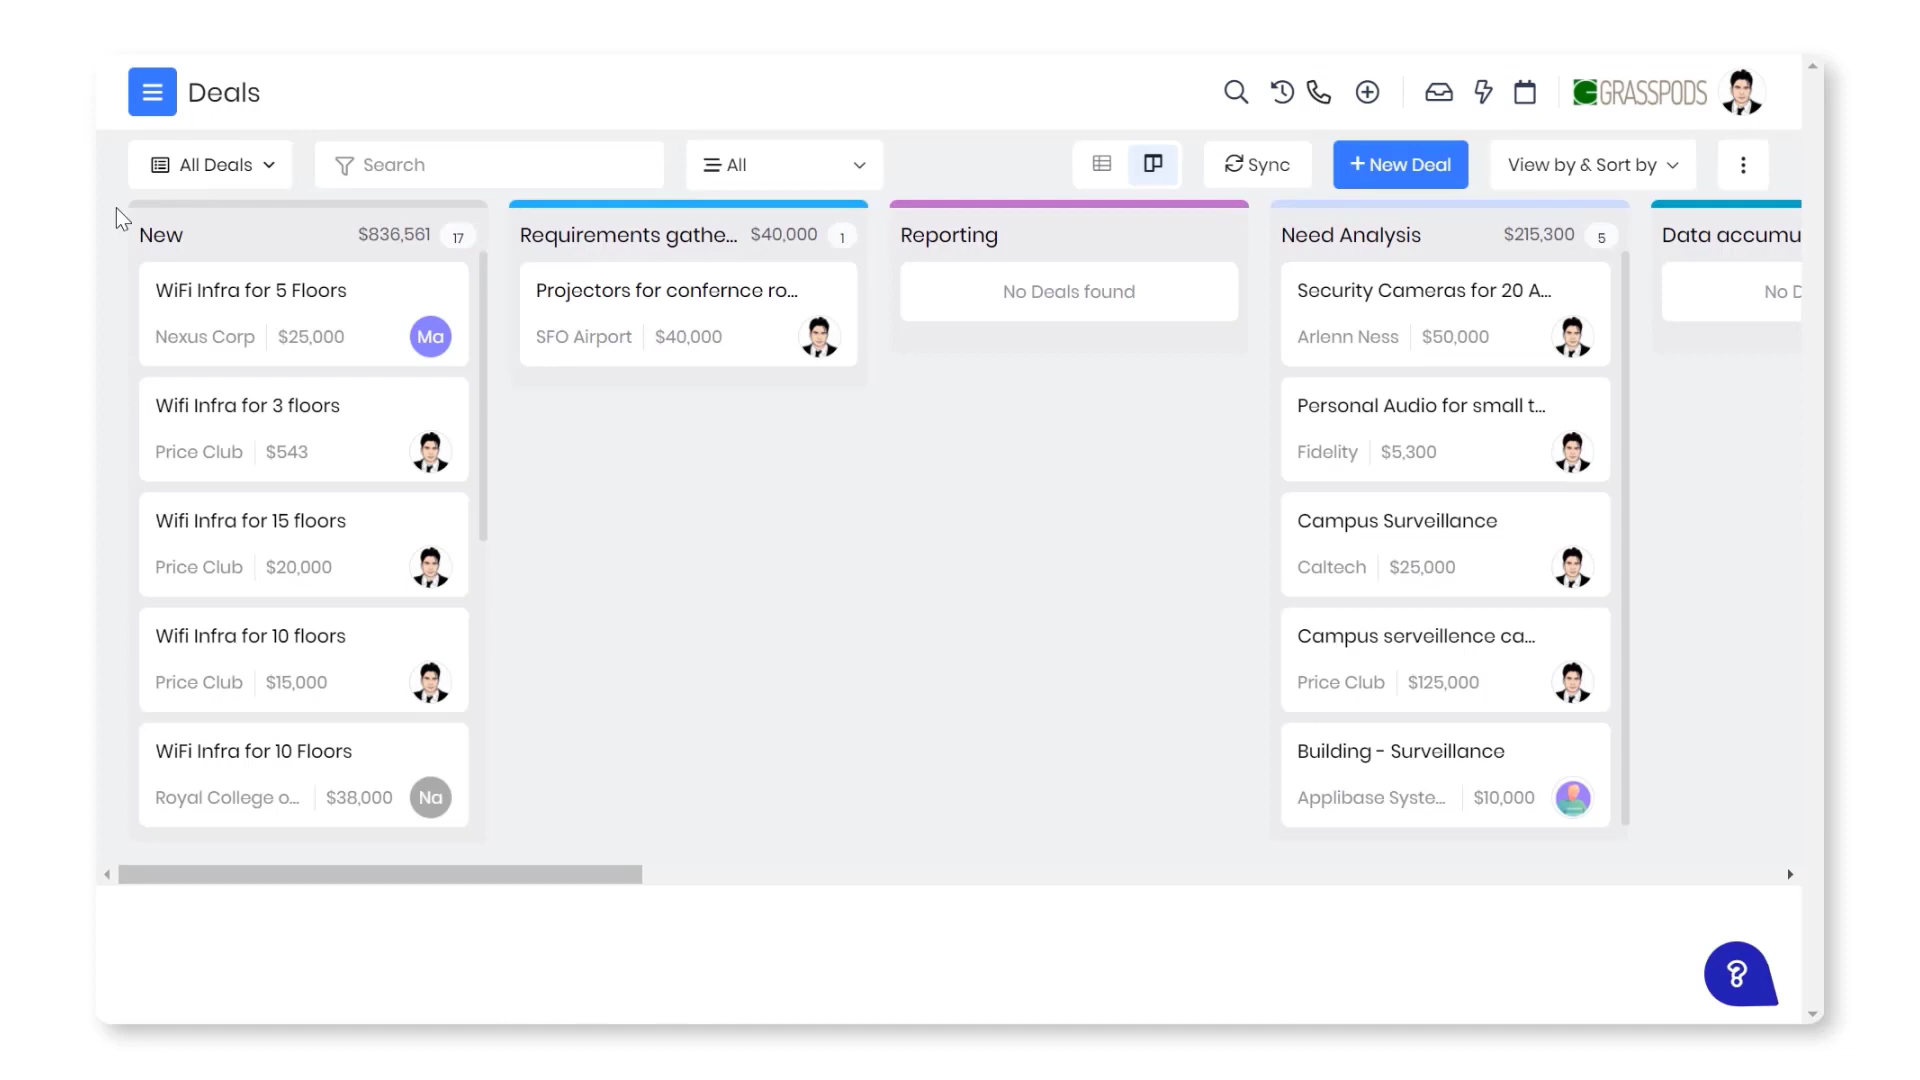 Deals
GRASSPODS
All Deals
Search
All
Sync
+ New Deal
View by & Sort by
New $836,561 17
WiFi Infra for 5 Floors
Nexus Corp $25,000 Ma
Wifi Infra for 3 floors
Price Club $543
Wifi Infra for 15 floors
Price Club $20,000
Wifi Infra for 10 floors
Price Club $15,000
WiFi Infra for 10 Floors
Royal College o... $38,000 Na
Requirements gathe... $40,000 1
Projectors for confernce ro...
SFO Airport $40,000
Reporting
No Deals found
Need Analysis $215,300 5
Security Cameras for 20 A...
Arlenn Ness $50,000
Personal Audio for small t...
Fidelity $5,300
Campus Surveillance
Caltech $25,000
Campus serveillence ca...
Price Club $125,000
Building - Surveillance
Applibase Syste... $10,000
Data accumu
No D
?